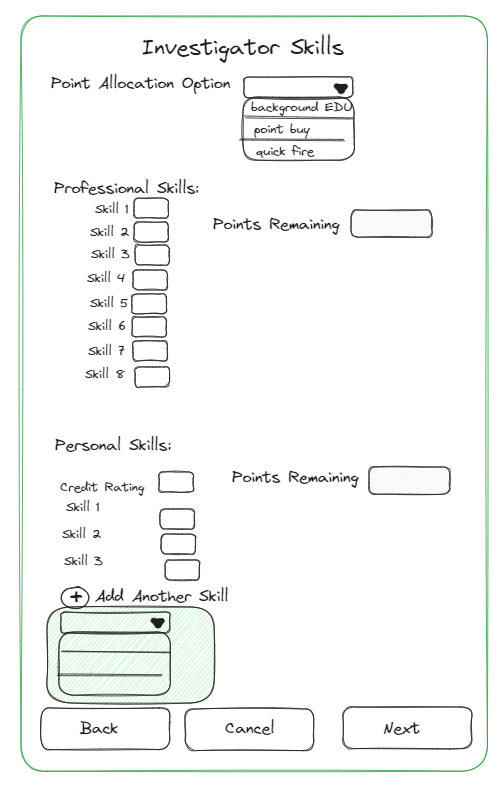 Investigator Skills
Point Allocation Option
background EDU
point buy
quick fire
Professional Skills:
Skill 1
Skill 2
Skill 3
Skill 4
Skill 5
Skill 6
Skill 7
Skill 8
Points Remaining
Personal Skills:
Credit Rating
Skill 1
Skill 2
Skill 3
Points Remaining
+ Add Another Skill
Back Cancel Next